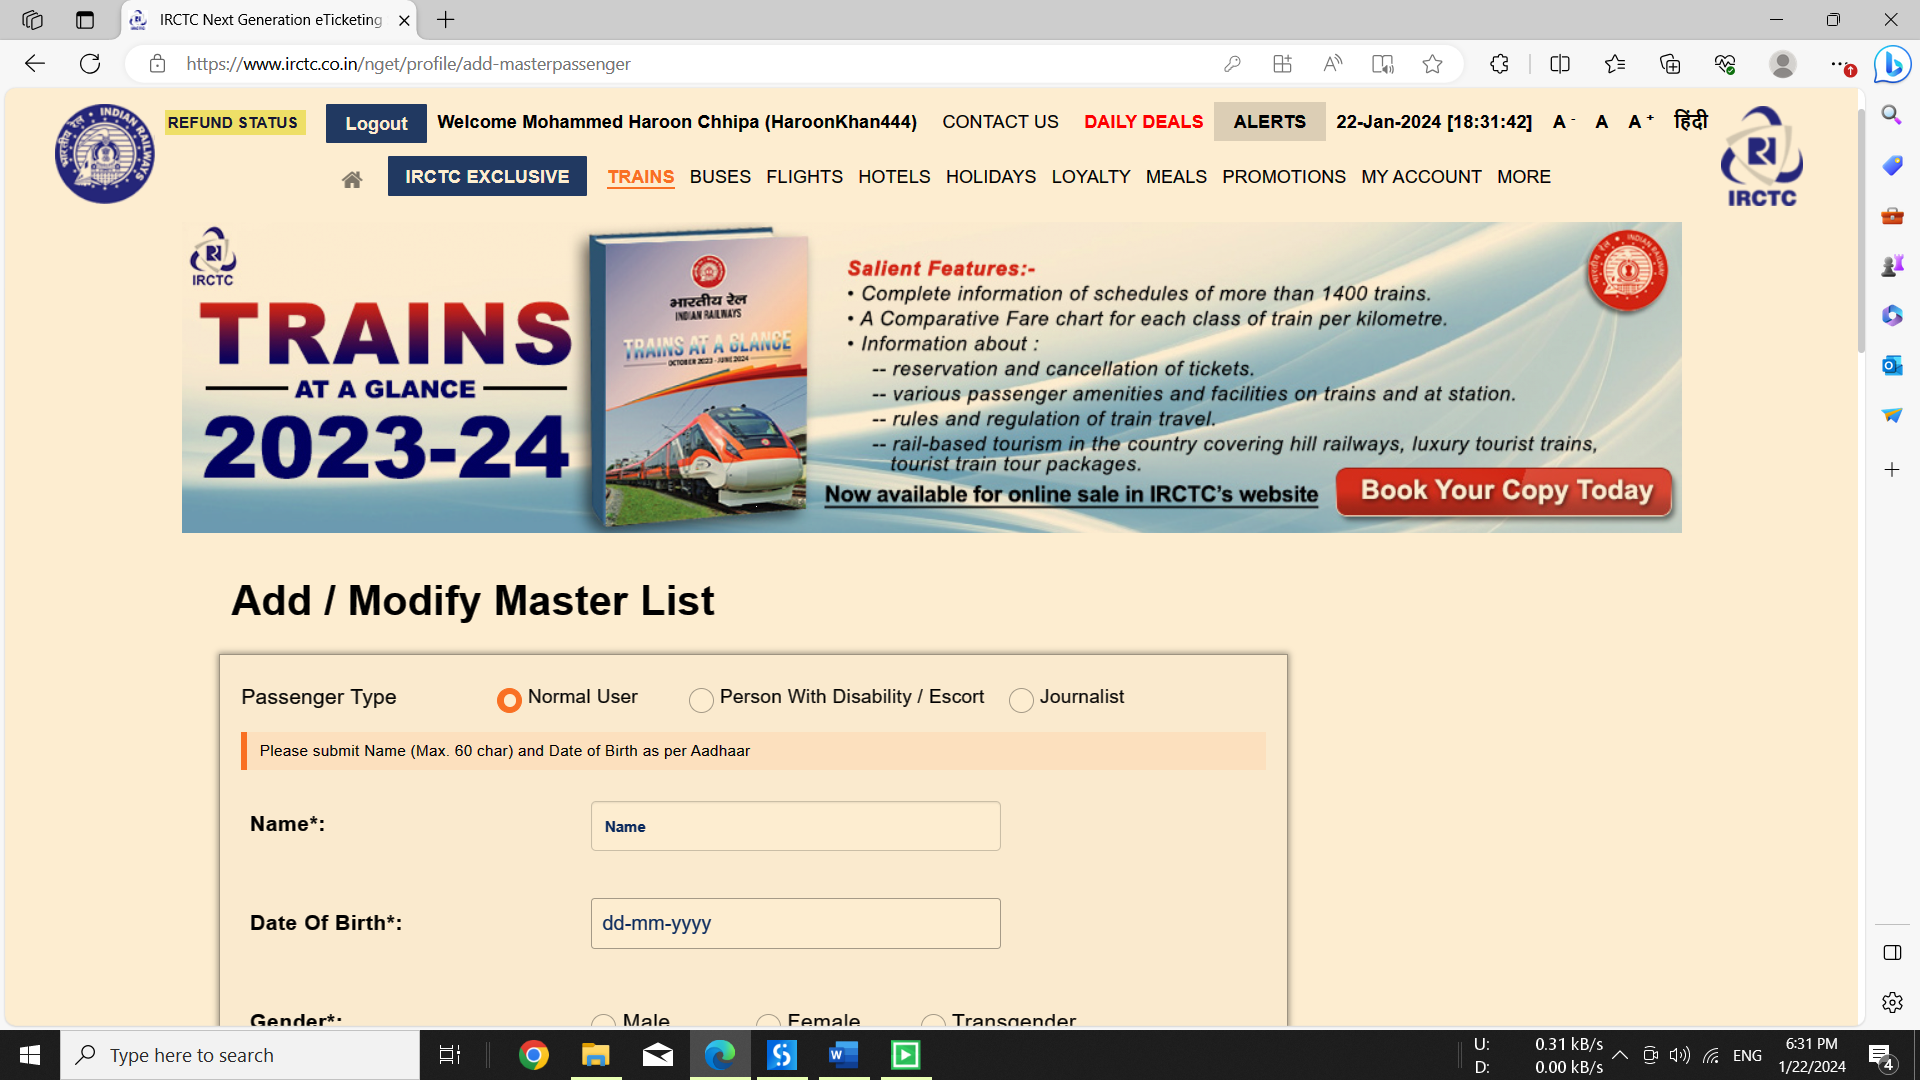 IRCTC Next Generation eTicketing
https://www.irctc.co.in/nget/profile/add-masterpassenger
REFUND STATUS
Logout
Welcome Mohammed Haroon Chhipa (HaroonKhan444)
CONTACT US
DAILY DEALS
ALERTS
22-Jan-2024 [18:31:42]
A-
A
A+
हिंदी
IRCTC EXCLUSIVE
TRAINS
BUSES
FLIGHTS
HOTELS
HOLIDAYS
LOYALTY
MEALS
PROMOTIONS
MY ACCOUNT
MORE
IRCTC
IRCTC
TRAINS
AT A GLANCE
2023-24
भारतीय रेल
INDIAN RAILWAYS
TRAINS AT A GLANCE
OCTOBER 2023 - JUNE 2024
Salient Features:-
• Complete information of schedules of more than 1400 trains.
• A Comparative Fare chart for each class of train per kilometre.
• Information about :
-- reservation and cancellation of tickets.
-- various passenger amenities and facilities on trains and at station.
-- rules and regulation of train travel.
-- rail-based tourism in the country covering hill railways, luxury tourist trains,
tourist train tour packages.
Now available for online sale in IRCTC's website
Book Your Copy Today
Add / Modify Master List
Passenger Type
Normal User
Person With Disability / Escort
Journalist
Please submit Name (Max. 60 char) and Date of Birth as per Aadhaar
Name*:
Name
Date Of Birth*:
dd-mm-yyyy
Gender*:
Male
Female
Transgender
Type here to search
U: 0.31 kB/s
D: 0.00 kB/s
ENG
6:31 PM
1/22/2024
4